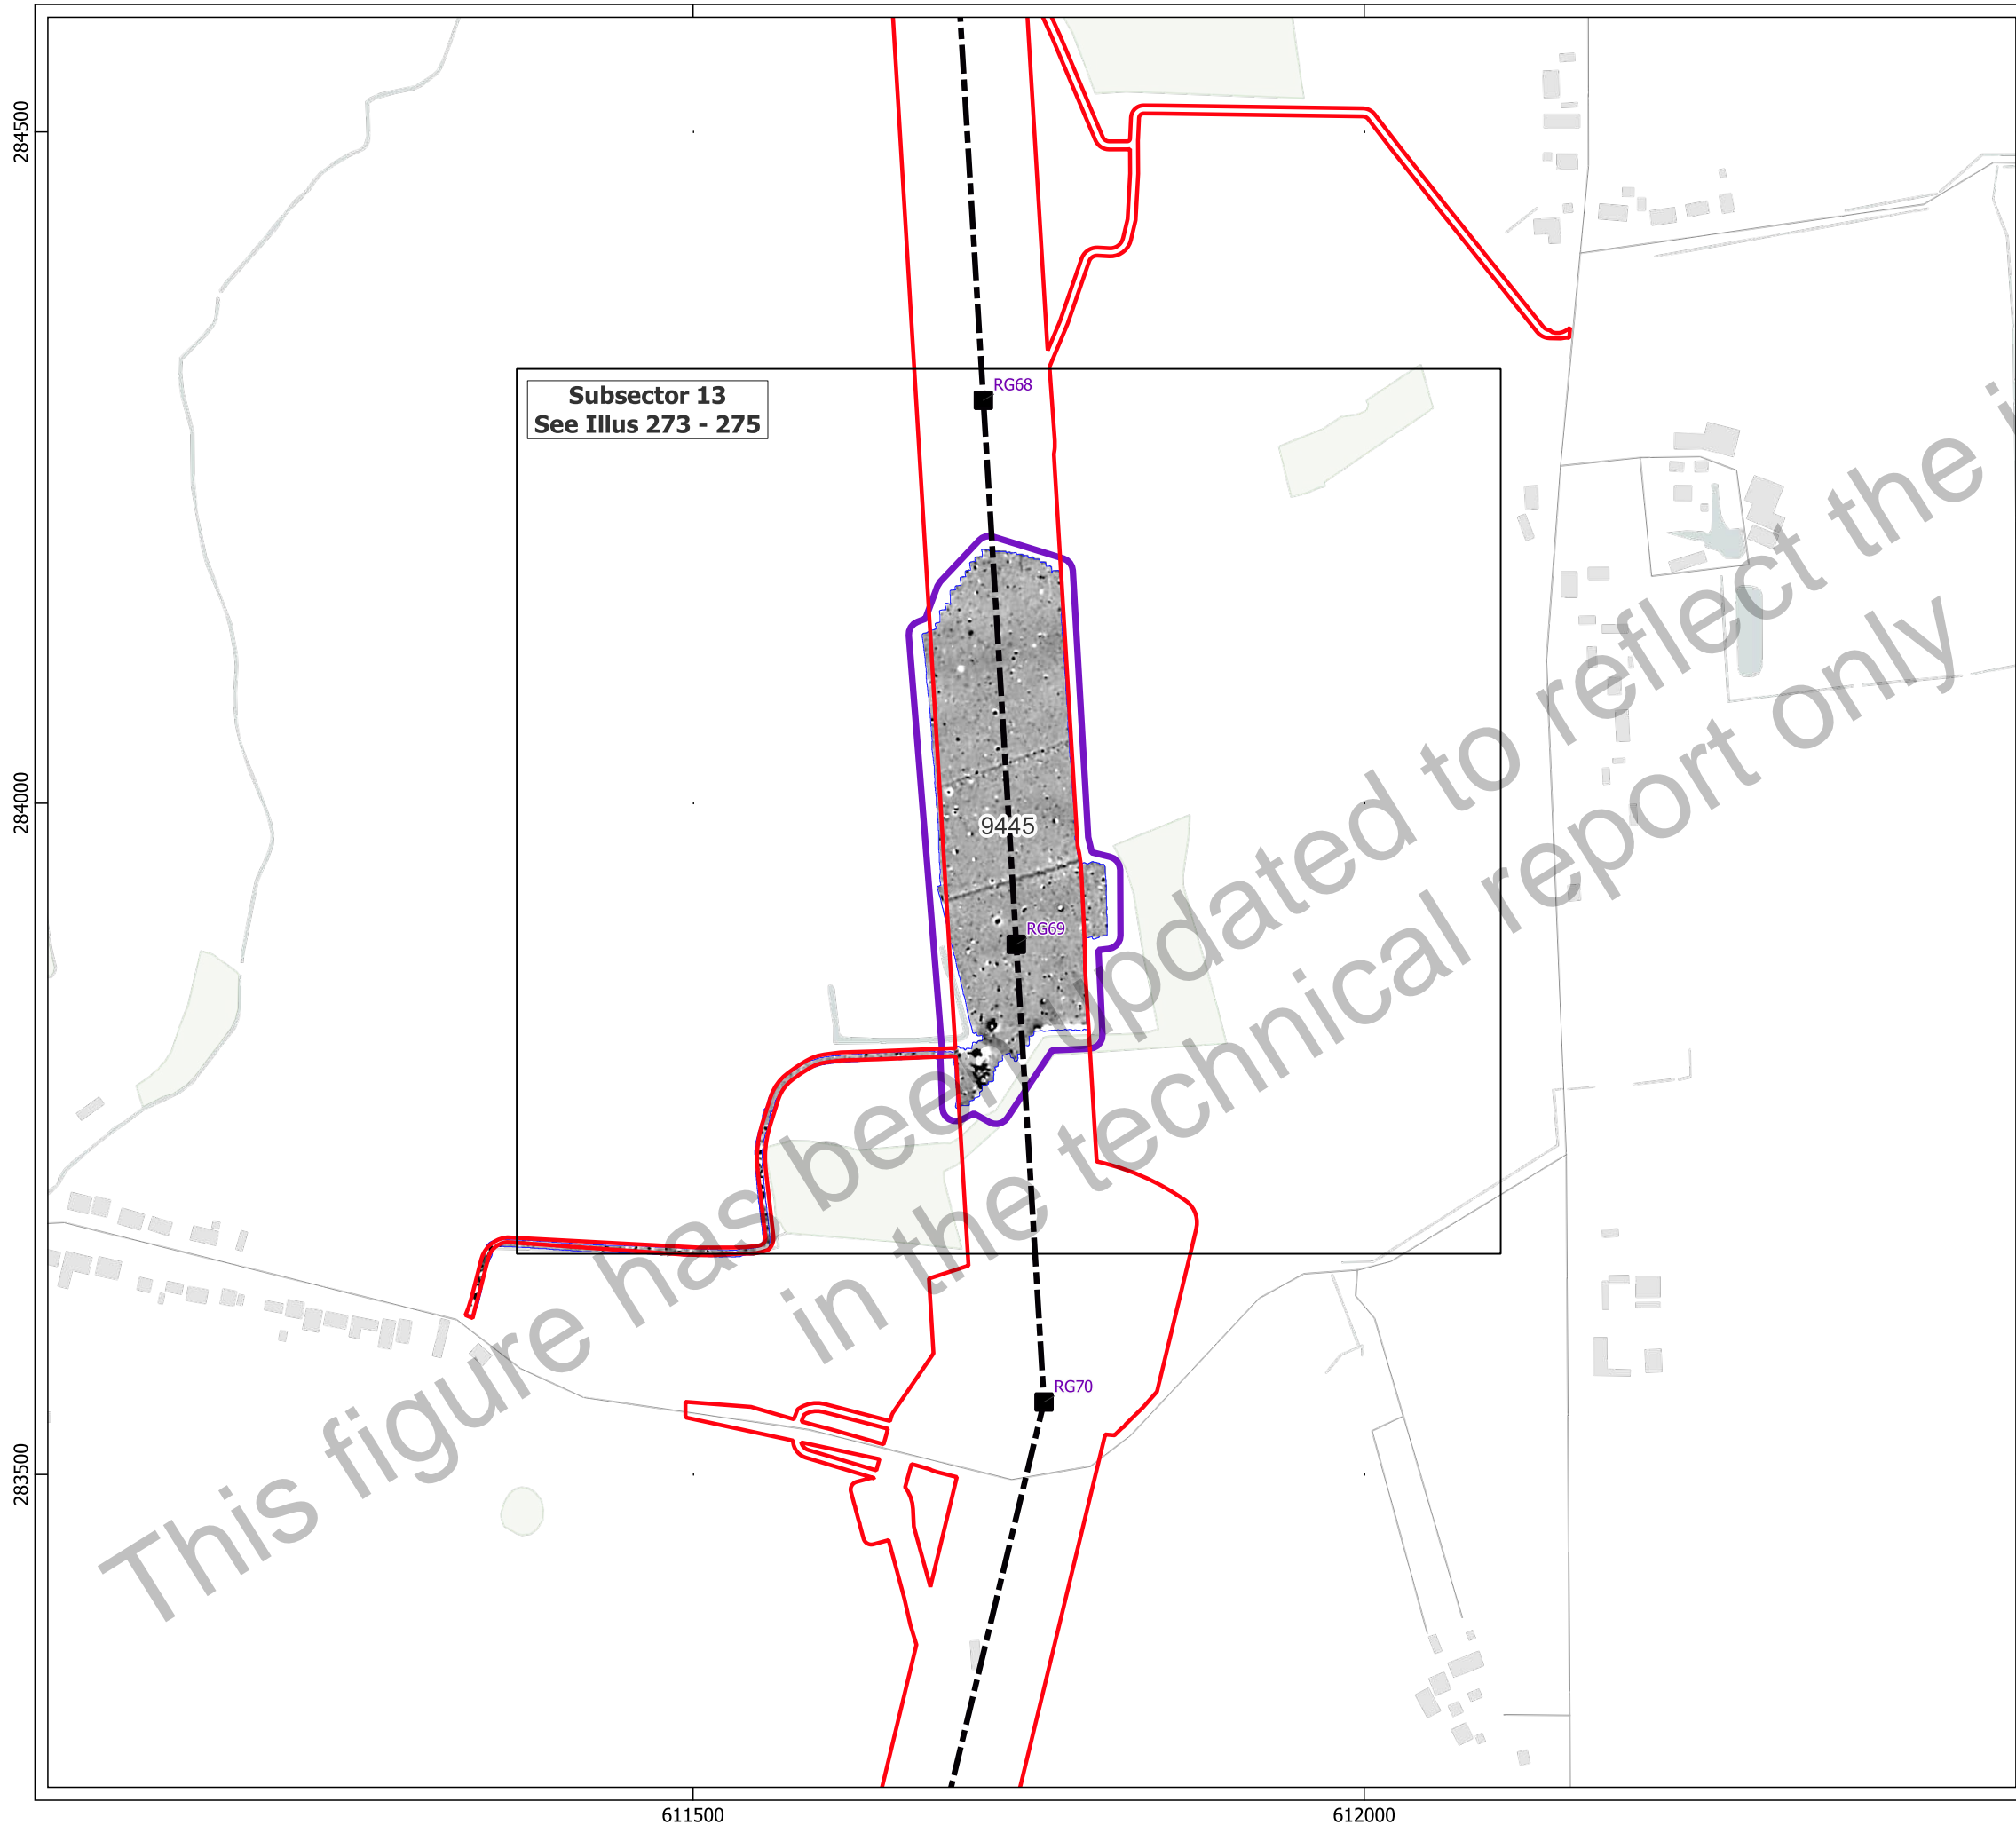 284500
RG68
Subsector 13
See Illus 273 - 275
284000
9445
RG69
RG70
283500
611500
612000
This figure has been updated to reflect the
in the technical report only